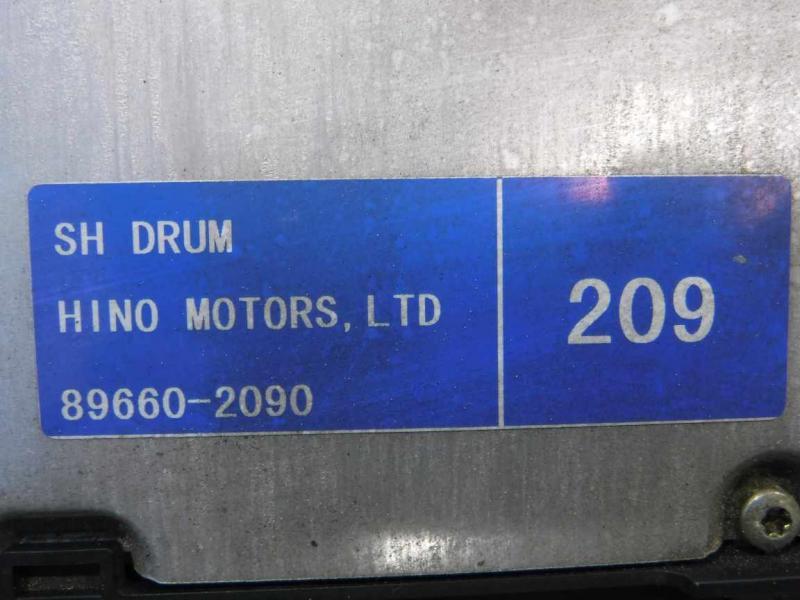 SH DRUM
HINO MOTORS, LTD
89660-2090
209